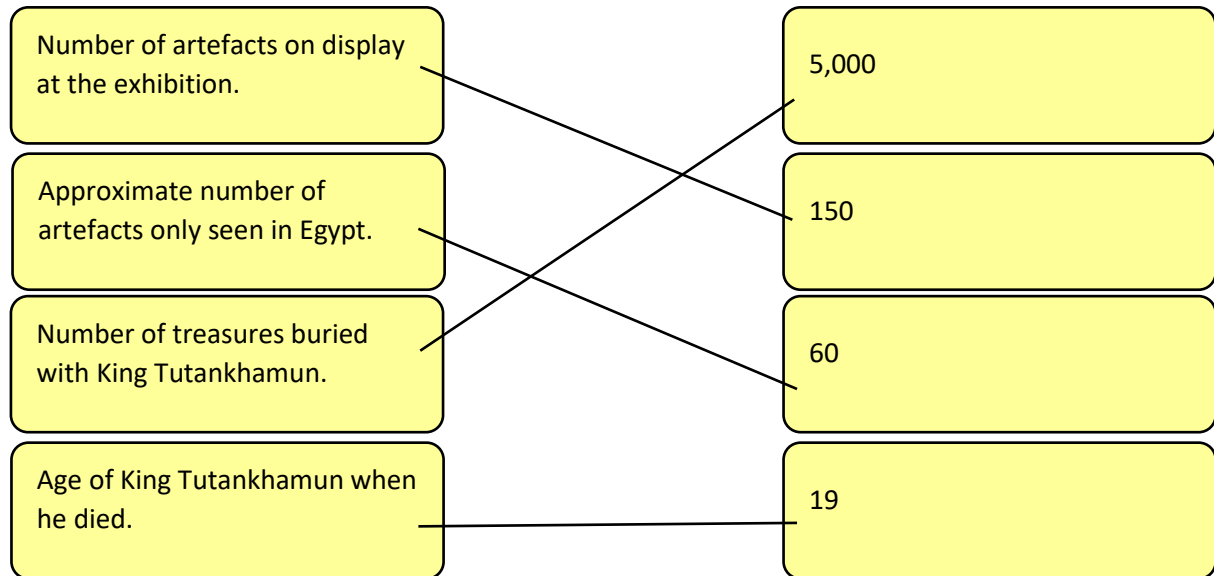 Number of artefacts on display
at the exhibition.
5,000
Approximate number of
artefacts only seen in Egypt.
150
Number of treasures buried
with King Tutankhamun.
60
Age of King Tutankhamun when
he died.
19